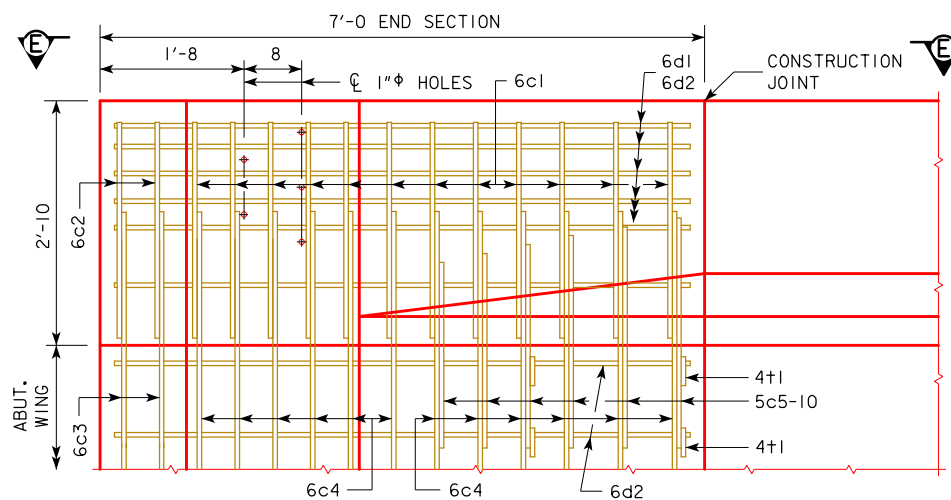 7'-0 END SECTION
E
E
1'-8
8
6d1
6d2
CONSTRUCTION
JOINT
℄ 1"ϕ HOLES
6c1
2'-10
6c2
ABUT.
WING
6c3
4t1
5c5-10
4t1
6c4
6c4
6d2